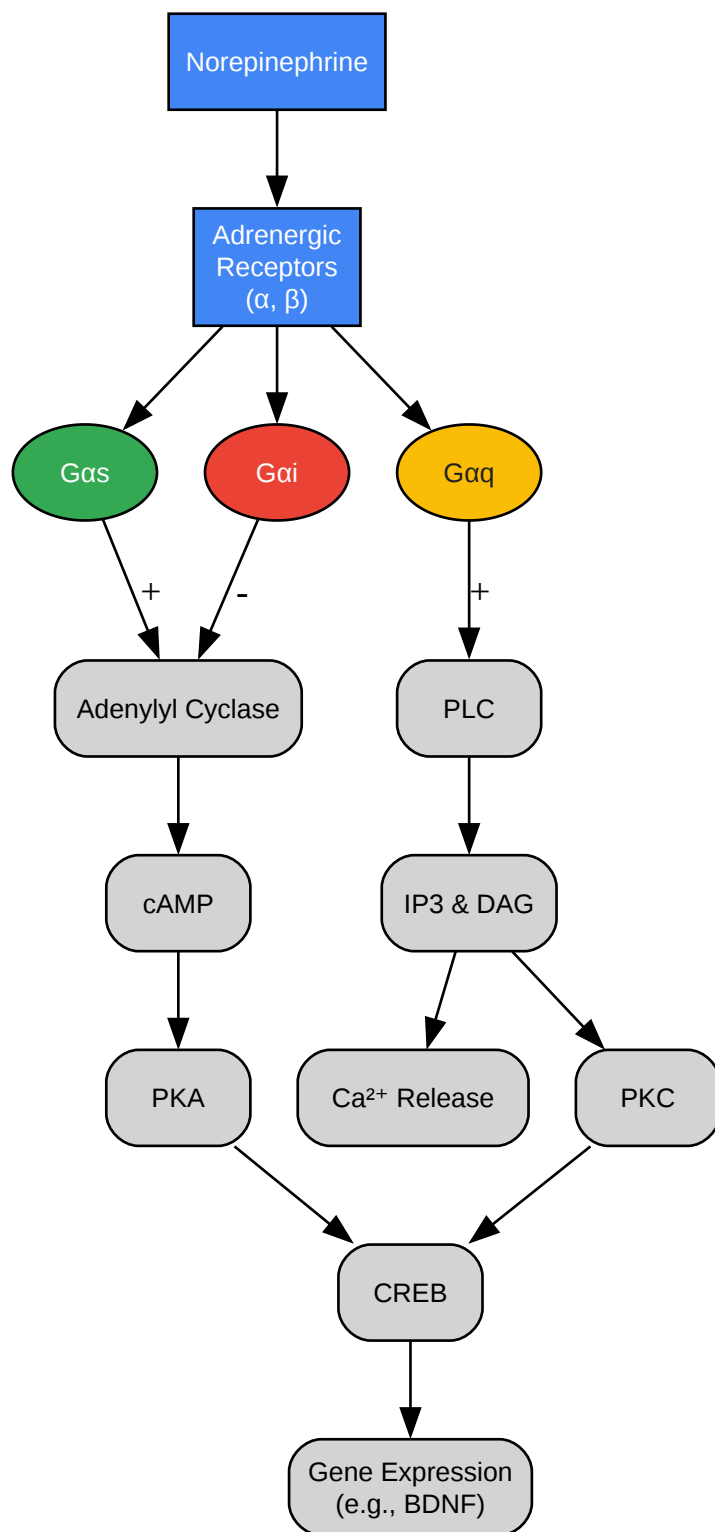 Norepinephrine
Adrenergic
Receptors
(α, β)
Gαs
Gαi
Gαq
+
-
+
Adenylyl Cyclase
PLC
cAMP
IP3 & DAG
PKA
Ca²⁺ Release
PKC
CREB
Gene Expression
(e.g., BDNF)